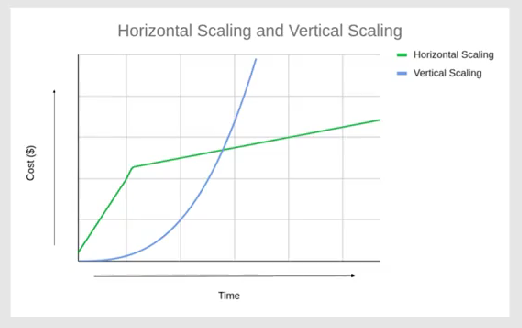 Horizontal Scaling and Vertical Scaling
Horizontal Scaling
Vertical Scaling
Cost ($)
Time